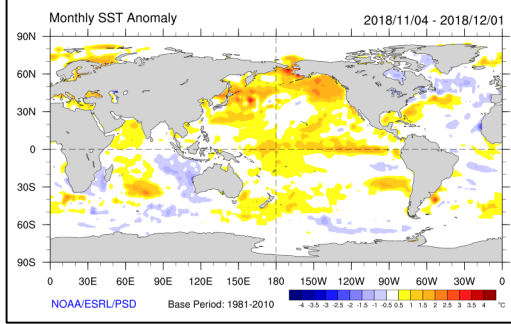 Monthly SST Anomaly 2018/11/04 - 2018/12/01
90N
60N
30N
0
30S
60S
90S
0 30E 60E 90E 120E 150E 180 150W 120W 90W 60W 30W 0
NOAA/ESRL/PSD Base Period: 1981-2010
-4 -3.5 -3 -2.5 -2 -1.5 -1 -0.5 0.5 1 1.5 2 2.5 3 3.5 4 °C